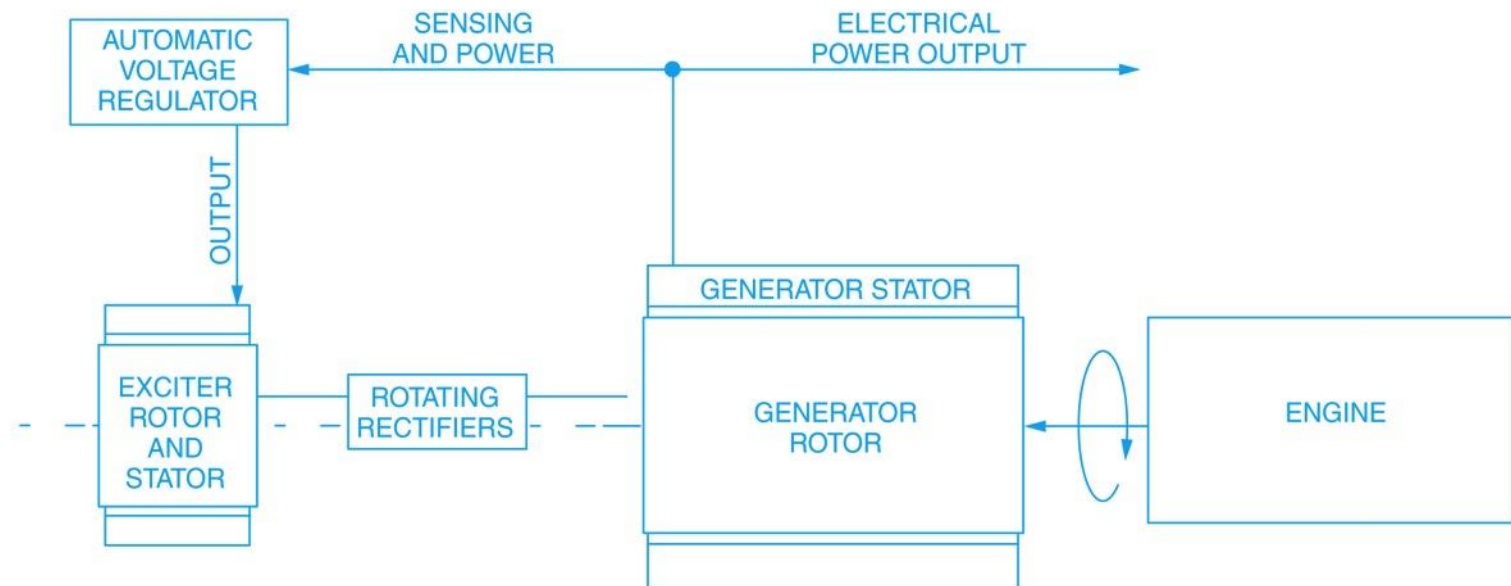 AUTOMATIC
VOLTAGE
REGULATOR
SENSING
AND POWER
ELECTRICAL
POWER OUTPUT
OUTPUT
GENERATOR STATOR
EXCITER
ROTOR
AND
STATOR
ROTATING
RECTIFIERS
GENERATOR
ROTOR
ENGINE